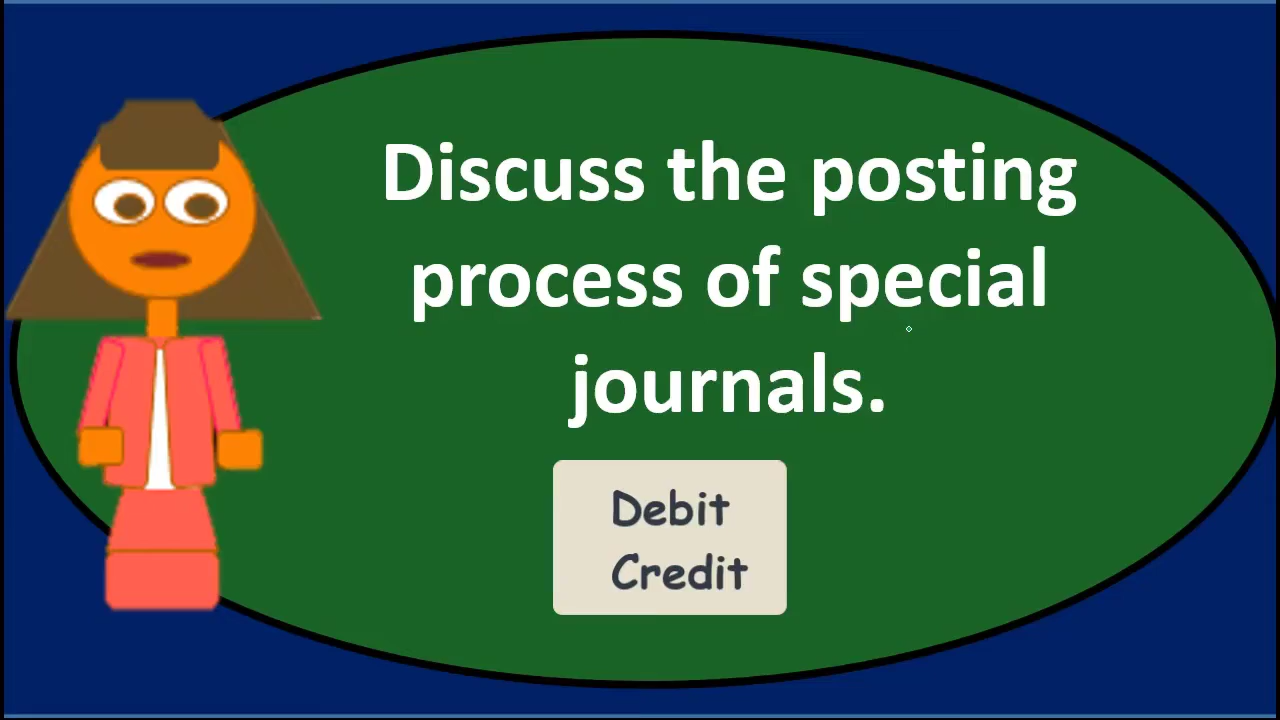 Discuss the posting
process of special
journals.
Debit
Credit